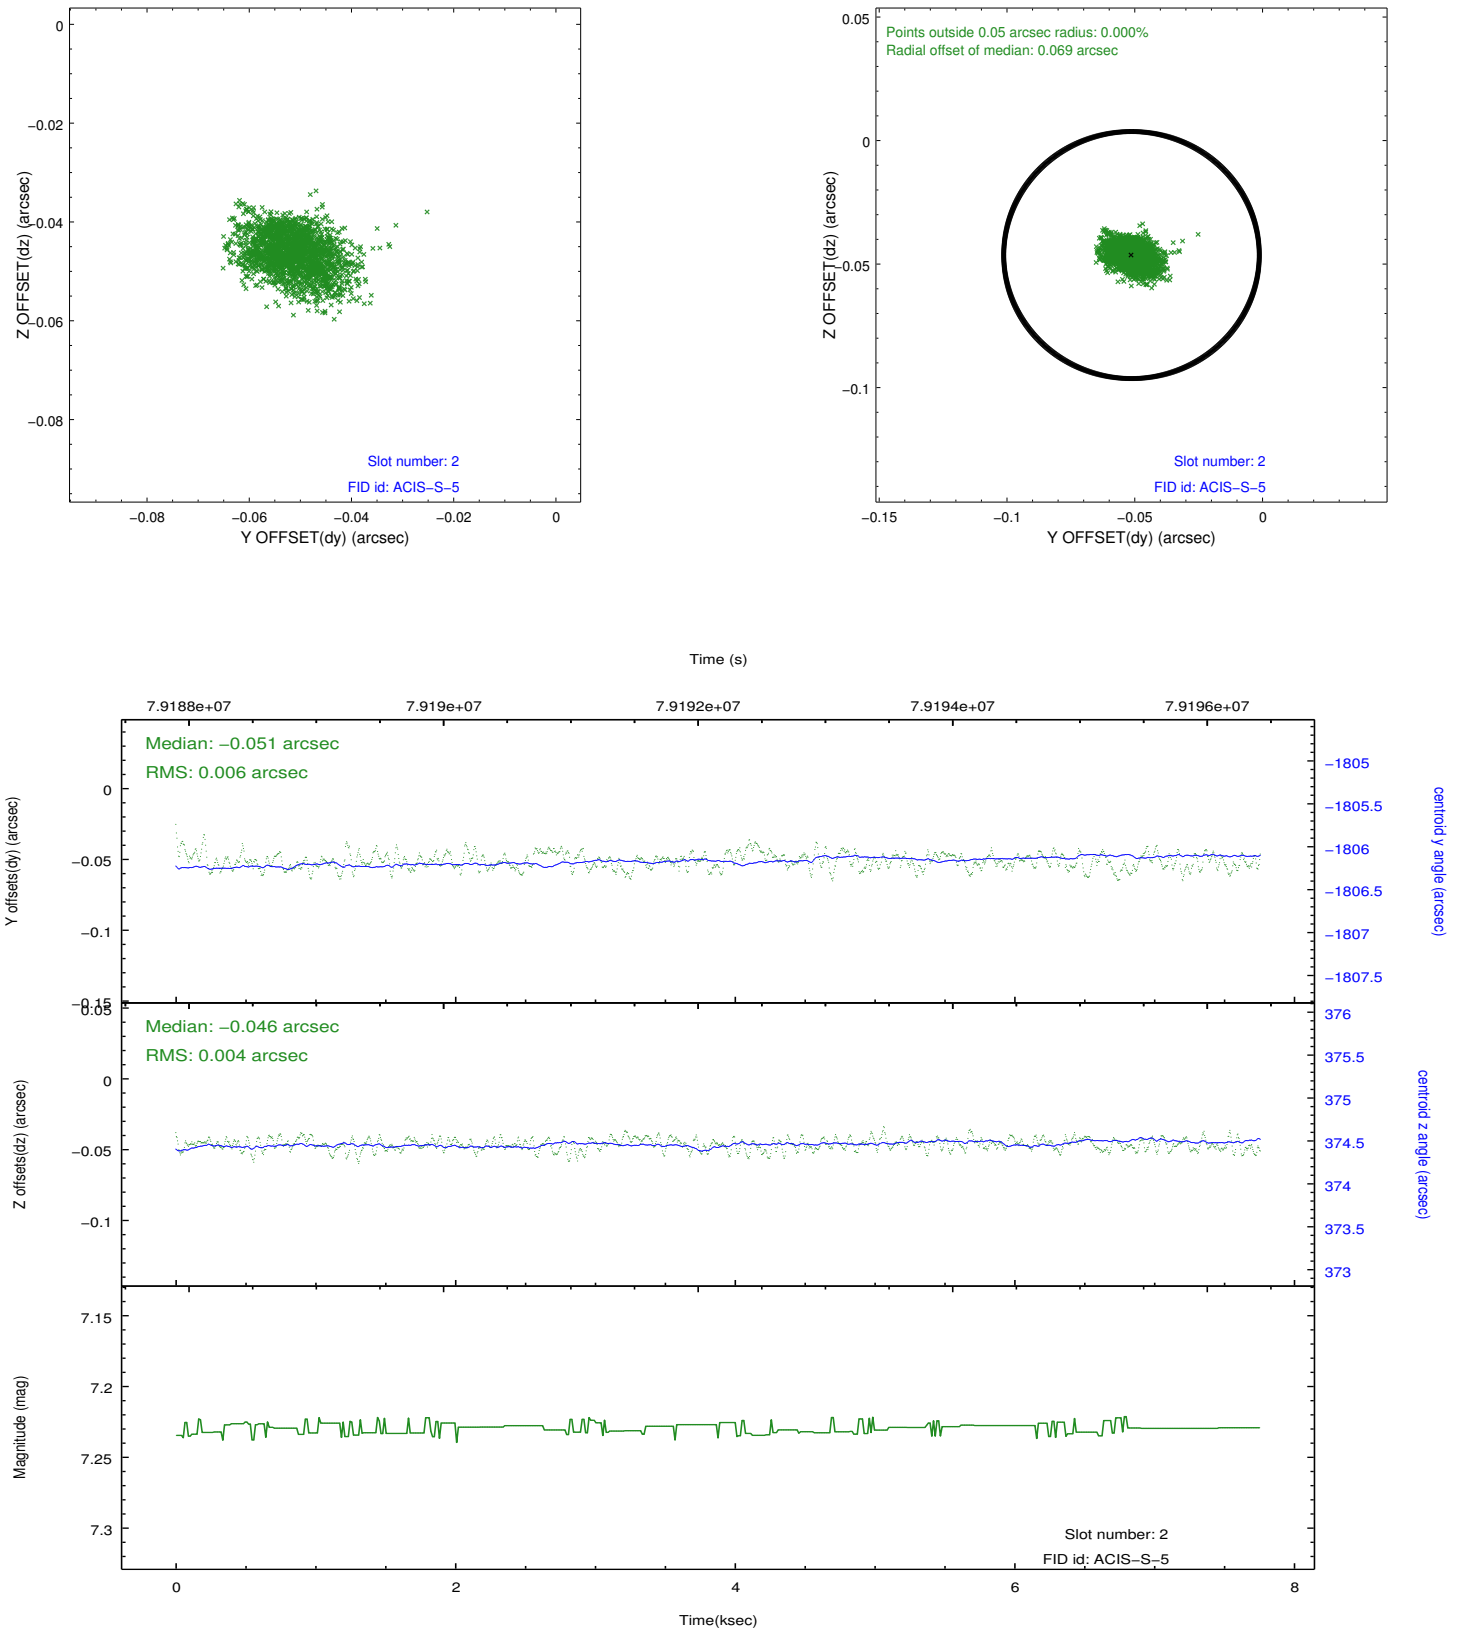 0
−0.02
−0.04
−0.06
−0.08
Z OFFSET(dz) (arcsec)
Slot number: 2
FID id: ACIS−S−5
−0.08 −0.06 −0.04 −0.02 0
Y OFFSET(dy) (arcsec)
0.05
0
−0.05
−0.1
Z OFFSET(dz) (arcsec)
Points outside 0.05 arcsec radius: 0.000%
Radial offset of median: 0.069 arcsec
Slot number: 2
FID id: ACIS−S−5
−0.15 −0.1 −0.05 0
Y OFFSET(dy) (arcsec)
Time (s)
7.9188e+07 7.919e+07 7.9192e+07 7.9194e+07 7.9196e+07
Median: −0.051 arcsec
RMS: 0.006 arcsec
0
−0.05
−0.1
−0.15
Y offsets(dy) (arcsec)
−1805
−1805.5
−1806
−1806.5
−1807
−1807.5
centroid y angle (arcsec)
Median: −0.046 arcsec
RMS: 0.004 arcsec
0.05
0
−0.05
−0.1
Z offsets(dz) (arcsec)
376
375.5
375
374.5
374
373.5
373
centroid z angle (arcsec)
7.15
7.2
7.25
7.3
Magnitude (mag)
Slot number: 2
FID id: ACIS−S−5
0 2 4 6 8
Time(ksec)